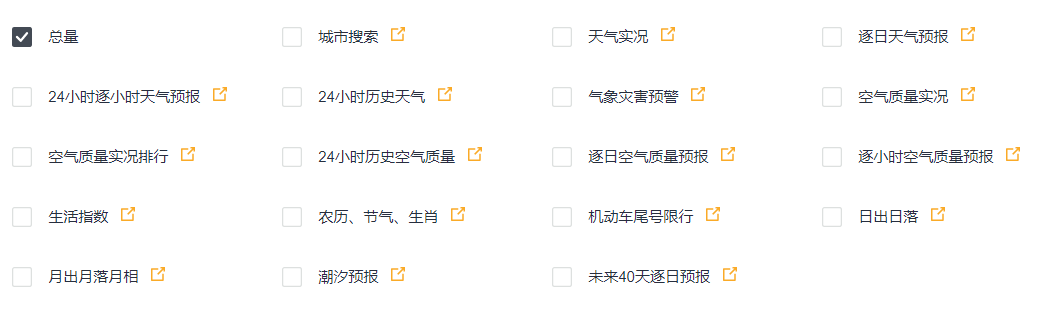 总量
城市搜索
天气实况
逐日天气预报
24小时逐小时天气预报
24小时历史天气
气象灾害预警
空气质量实况
空气质量实况排行
24小时历史空气质量
逐日空气质量预报
逐小时空气质量预报
生活指数
农历、节气、生肖
机动车尾号限行
日出日落
月出月落月相
潮汐预报
未来40天逐日预报